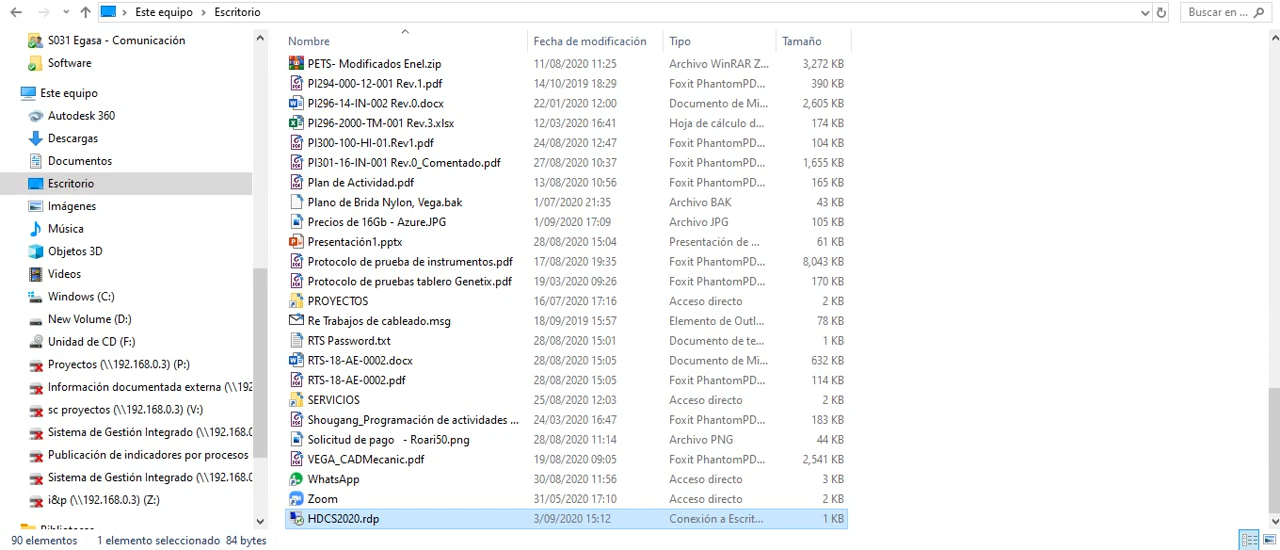 Este equipo > Escritorio
Buscar en ...
S031 Egasa - Comunicación
Software
Este equipo
Autodesk 360
Descargas
Documentos
Escritorio
Imágenes
Música
Objetos 3D
Videos
Windows (C:)
New Volume (D:)
Unidad de CD (F:)
Proyectos (\\192.168.0.3) (P:)
Información documentada externa (\\192
sc proyectos (\\192.168.0.3) (V:)
Sistema de Gestión Integrado (\\192.168.0
Publicación de indicadores por procesos
Sistema de Gestión Integrado (\\192.168.0
i&p (\\192.168.0.3) (Z:)
Nombre Fecha de modificación Tipo Tamaño
PETS- Modificados Enel.zip 11/08/2020 11:25 Archivo WinRAR Z... 3,272 KB
PI294-000-12-001 Rev.1.pdf 14/10/2019 18:29 Foxit PhantomPD... 390 KB
PI296-14-IN-002 Rev.0.docx 22/01/2020 12:00 Documento de Mi... 2,605 KB
PI296-2000-TM-001 Rev.3.xlsx 12/03/2020 16:41 Hoja de cálculo d... 174 KB
PI300-100-HI-01.Rev1.pdf 24/08/2020 12:47 Foxit PhantomPD... 104 KB
PI301-16-IN-001 Rev.0_Comentado.pdf 27/08/2020 10:37 Foxit PhantomPD... 1,655 KB
Plan de Actividad.pdf 13/08/2020 10:56 Foxit PhantomPD... 165 KB
Plano de Brida Nylon, Vega.bak 1/07/2020 21:35 Archivo BAK 43 KB
Precios de 16Gb - Azure.JPG 1/09/2020 17:09 Archivo JPG 105 KB
Presentación1.pptx 28/08/2020 15:04 Presentación de ... 61 KB
Protocolo de prueba de instrumentos.pdf 17/08/2020 19:35 Foxit PhantomPD... 8,043 KB
Protocolo de pruebas tablero Genetix.pdf 19/03/2020 09:26 Foxit PhantomPD... 170 KB
PROYECTOS 16/07/2020 17:16 Acceso directo 2 KB
Re Trabajos de cableado.msg 18/09/2019 15:57 Elemento de Outl... 78 KB
RTS Password.txt 28/08/2020 15:01 Documento de te... 1 KB
RTS-18-AE-0002.docx 28/08/2020 15:05 Documento de Mi... 632 KB
RTS-18-AE-0002.pdf 28/08/2020 15:05 Foxit PhantomPD... 114 KB
SERVICIOS 25/08/2020 12:03 Acceso directo 2 KB
Shougang_Programación de actividades ... 24/03/2020 16:47 Foxit PhantomPD... 183 KB
Solicitud de pago - Roari50.png 28/08/2020 11:14 Archivo PNG 44 KB
VEGA_CADMecanic.pdf 19/08/2020 09:05 Foxit PhantomPD... 2,541 KB
WhatsApp 30/08/2020 11:56 Acceso directo 3 KB
Zoom 31/05/2020 17:10 Acceso directo 2 KB
HDCS2020.rdp 3/09/2020 15:12 Conexión a Escrit... 1 KB
90 elementos 1 elemento seleccionado 84 bytes